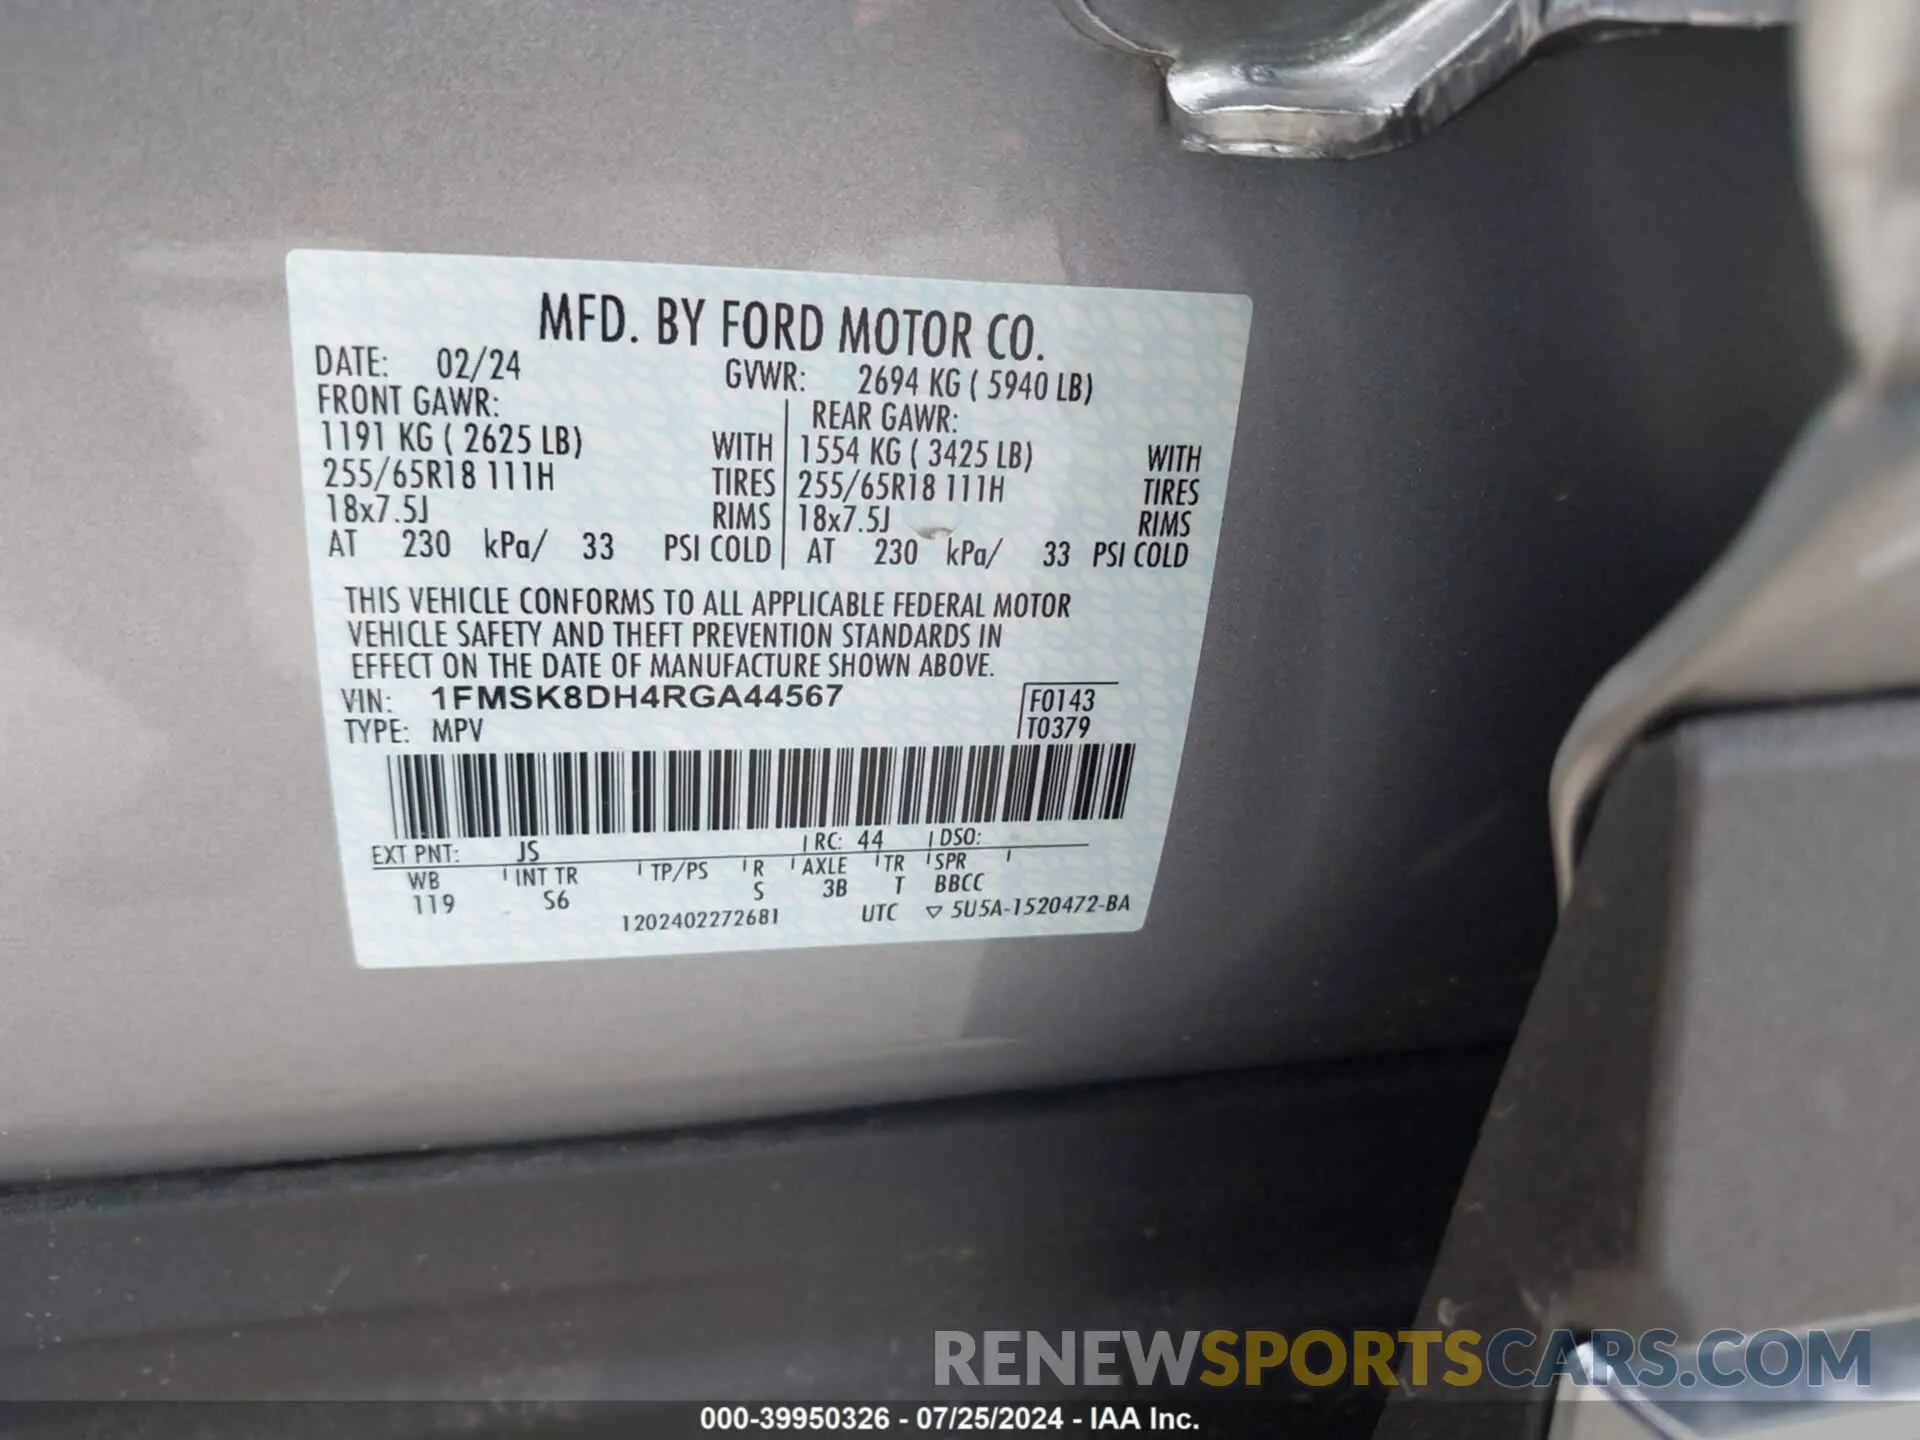 MFD. BY FORD MOTOR CO.
DATE: 02/24 GVWR: 2694 KG ( 5940 LB)
FRONT GAWR: REAR GAWR:
1191 KG ( 2625 LB) WITH 1554 KG ( 3425 LB) WITH
255/65R18 111H TIRES 255/65R18 111H TIRES
18x7.5J RIMS 18x7.5J RIMS
AT 230 kPa/ 33 PSI COLD AT 230 kPa/ 33 PSI COLD
THIS VEHICLE CONFORMS TO ALL APPLICABLE FEDERAL MOTOR
VEHICLE SAFETY AND THEFT PREVENTION STANDARDS IN
EFFECT ON THE DATE OF MANUFACTURE SHOWN ABOVE.
VIN: 1FMSK8DH4RGA44567 F0143
TYPE: MPV T0379
EXT PNT: JS RC: 44 DSO:
WB INT TR TP/PS R AXLE TR SPR
119 S6 S 3B T BBCC
1202402272681 UTC ▽ 5U5A-1520472-BA
RENEWSPORTSCARS.COM
000-39950326 - 07/25/2024 - IAA Inc.